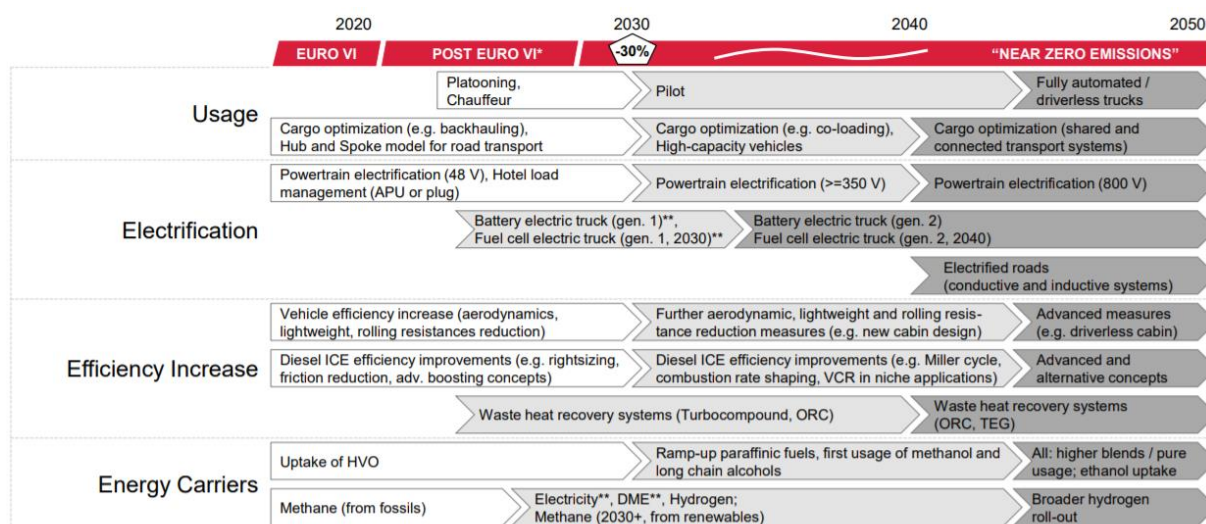 2020 2030 2040 2050
EURO VI POST EURO VI* -30% "NEAR ZERO EMISSIONS"
Usage
Platooning,
Chauffeur
Pilot
Fully automated /
driverless trucks
Cargo optimization (e.g. backhauling),
Hub and Spoke model for road transport
Cargo optimization (e.g. co-loading),
High-capacity vehicles
Cargo optimization (shared and
connected transport systems)
Electrification
Powertrain electrification (48 V), Hotel load
management (APU or plug)
Powertrain electrification (>=350 V)
Powertrain electrification (800 V)
Battery electric truck (gen. 1)**,
Fuel cell electric truck (gen. 1, 2030)**
Battery electric truck (gen. 2)
Fuel cell electric truck (gen. 2, 2040)
Electrified roads
(conductive and inductive systems)
Efficiency Increase
Vehicle efficiency increase (aerodynamics,
lightweight, rolling resistances reduction)
Further aerodynamic, lightweight and rolling resis-
tance reduction measures (e.g. new cabin design)
Advanced measures
(e.g. driverless cabin)
Diesel ICE efficiency improvements (e.g. rightsizing,
friction reduction, adv. boosting concepts)
Diesel ICE efficiency improvements (e.g. Miller cycle,
combustion rate shaping, VCR in niche applications)
Advanced and
alternative concepts
Waste heat recovery systems (Turbocompound, ORC)
Waste heat recovery systems
(ORC, TEG)
Energy Carriers
Uptake of HVO
Ramp-up paraffinic fuels, first usage of methanol and
long chain alcohols
All: higher blends / pure
usage; ethanol uptake
Methane (from fossils)
Electricity**, DME**, Hydrogen;
Methane (2030+, from renewables)
Broader hydrogen
roll-out